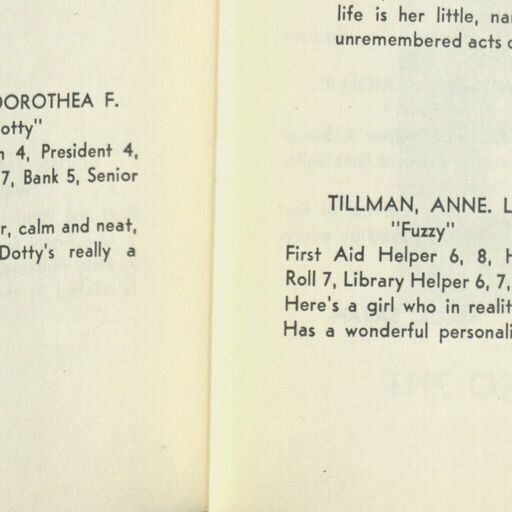 DOROTHEA F.
otty"
n 4, President 4,
7, Bank 5, Senior
r, calm and neat,
Dotty's really a
life is her little, na
unremembered acts o
TILLMAN, ANNE. L
"Fuzzy"
First Aid Helper 6, 8, H
Roll 7, Library Helper 6, 7,
Here's a girl who in realit
Has a wonderful personali